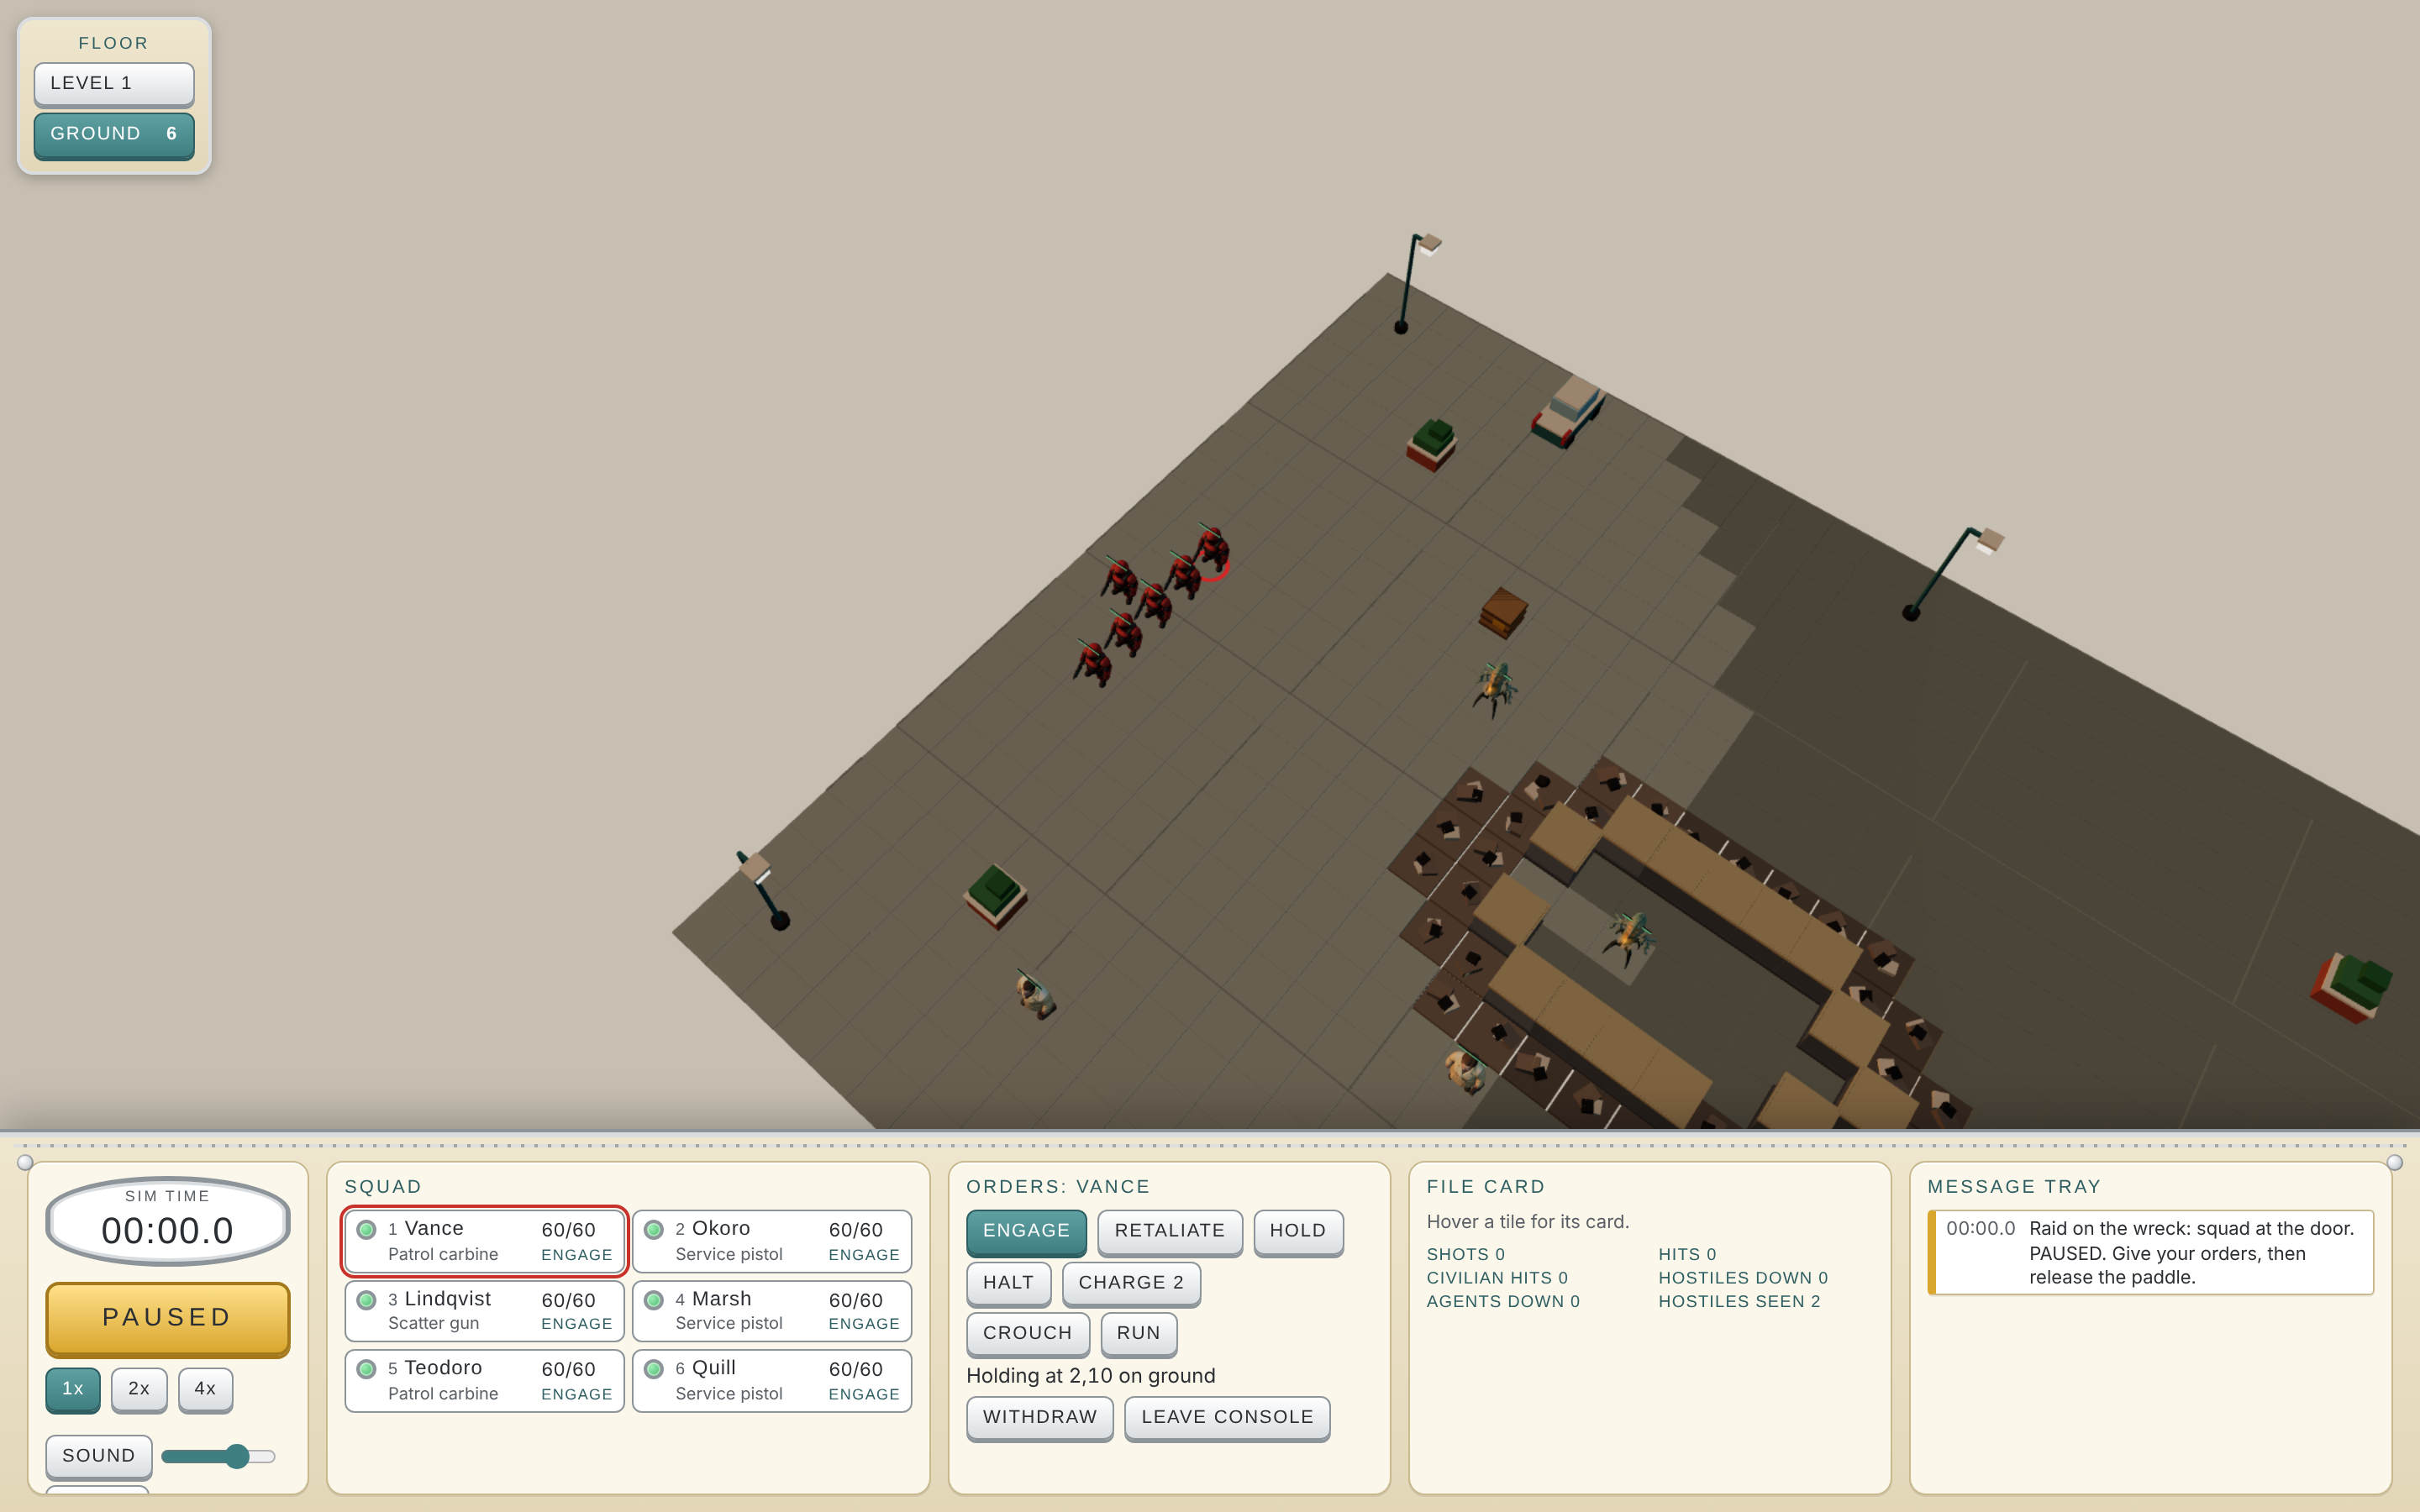 FLOOR
LEVEL 1
GROUND 6
SIM TIME
00:00.0
PAUSED
1x 2x 4x
SOUND
SQUAD
1 Vance 60/60
Patrol carbine ENGAGE
2 Okoro 60/60
Service pistol ENGAGE
3 Lindqvist 60/60
Scatter gun ENGAGE
4 Marsh 60/60
Service pistol ENGAGE
5 Teodoro 60/60
Patrol carbine ENGAGE
6 Quill 60/60
Service pistol ENGAGE
ORDERS: VANCE
ENGAGE RETALIATE HOLD
HALT CHARGE 2
CROUCH RUN
Holding at 2,10 on ground
WITHDRAW LEAVE CONSOLE
FILE CARD
Hover a tile for its card.
SHOTS 0 HITS 0
CIVILIAN HITS 0 HOSTILES DOWN 0
AGENTS DOWN 0 HOSTILES SEEN 2
MESSAGE TRAY
00:00.0 Raid on the wreck: squad at the door.
PAUSED. Give your orders, then
release the paddle.